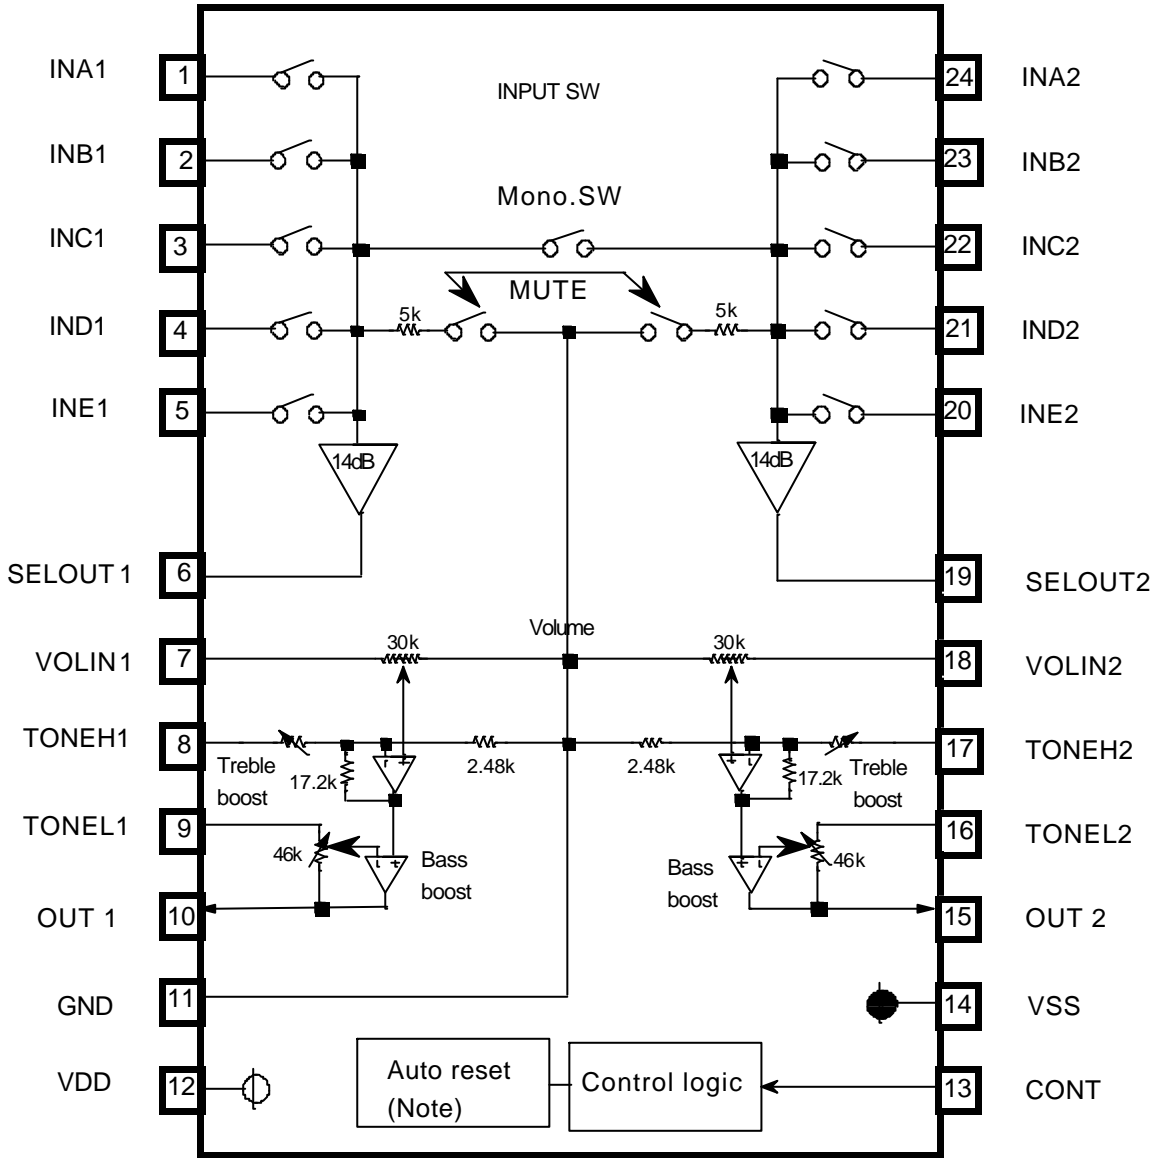 INA1 1 24 INA2
INPUT SW
INB1 2 23 INB2
Mono.SW
INC1 3 22 INC2
MUTE
IND1 4 5k 5k 21 IND2
INE1 5 20 INE2
14dB 14dB
SELOUT 1 6 19 SELOUT2
Volume
30k 30k
VOLIN1 7 18 VOLIN2
TONEH1 8 17 TONEH2
Treble
boost
17.2k 2.48k 2.48k 17.2k
Treble
boost
TONEL1 9 16 TONEL2
46k
Bass
boost
Bass
boost
46k
OUT 1 10 15 OUT 2
GND 11 14 VSS
VDD 12 13 CONT
Auto reset
(Note)
Control logic